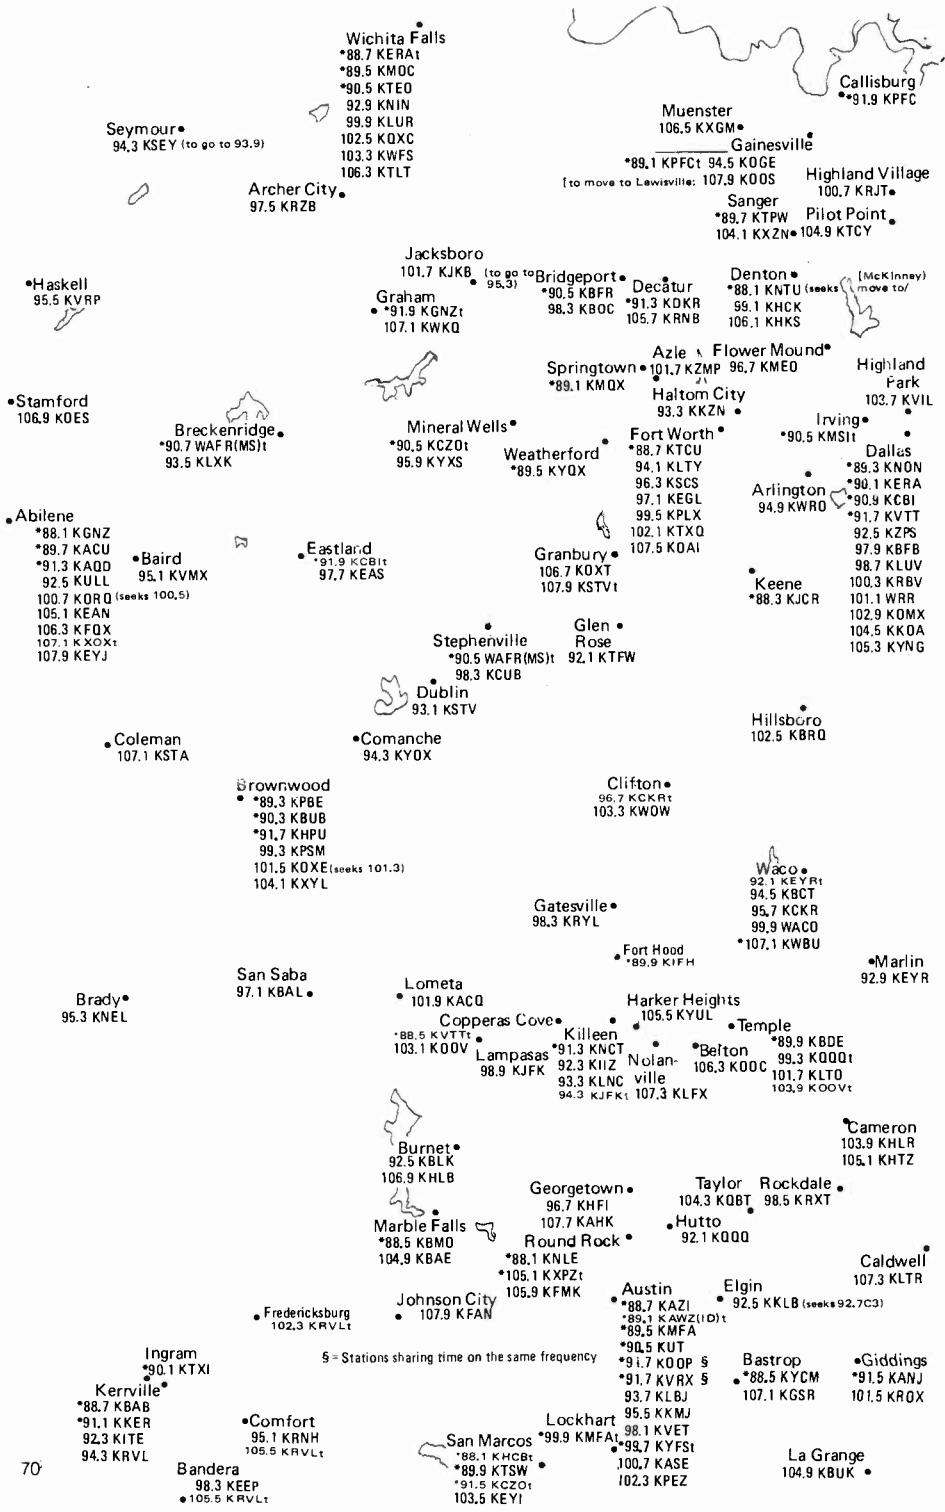 Wichita Falls
*88.7 KERAt
*89.5 KMOC
*90.5 KTEO
92.9 KNIN
99.9 KLUR
102.5 KQXC
103.3 KWFS
106.3 KTLT
Callisburg
*91.9 KPFC
Seymour
94.3 KSEY (to go to 93.9)
Muenster
106.5 KXGM
Gainesville
*89.1 KPFCt 94.5 KOGE
[to move to Lewisville: 107.9 KDOS
Highland Village
100.7 KRJT
Archer City
97.5 KRZB
Sanger
*89.7 KTPW
104.1 KXZN
Pilot Point
104.9 KTCY
Haskell
95.5 KVRP
Jacksboro
101.7 KJKB (to go to 95.3)
Graham
*91.9 KGNZt
107.1 KWKQ
Bridgeport
*90.5 KBFR
98.3 KBOC
Decatur
*91.3 KDKR
105.7 KRNB
Denton
*88.1 KNTU (seeks move to/ [McKinney)
99.1 KHCK
106.1 KHKS
Azle
101.7 KZMP
Flower Mound
96.7 KMEO
Springtown
*89.1 KMQX
Haltom City
93.3 KKZN
Highland
Park
103.7 KVIL
Stamford
106.9 KOES
Breckenridge
*90.7 WAFR(MS)t
93.5 KLXK
Mineral Wells
*90.5 KCZOt
95.9 KYXS
Weatherford
*89.5 KYQX
Fort Worth
*88.7 KTCU
94.1 KLTY
96.3 KSCS
97.1 KEGL
99.5 KPLX
102.1 KTXQ
107.5 KOAI
Irving
*90.5 KMSIt
Arlington
94.9 KWRO
Dallas
*89.3 KNON
*90.1 KERA
*90.9 KCBI
*91.7 KVTT
92.5 KZPS
97.9 KBFB
98.7 KLUV
100.3 KRBV
101.1 WRR
102.9 KDMX
104.5 KKDA
105.3 KYNG
Abilene
*88.1 KGNZ
*89.7 KACU
*91.3 KAQD
92.5 KULL
100.7 KORQ (seeks 100.5)
105.1 KEAN
106.3 KFQX
107.1 KXOXt
107.9 KEYJ
Baird
95.1 KVMX
Eastland
*91.9 KCBIt
97.7 KEAS
Granbury
106.7 KOXT
107.9 KSTVt
Keene
*88.3 KJCR
Stephenville
*90.5 WAFR(MS)t
98.3 KCUB
Glen
Rose
92.1 KTFW
Dublin
93.1 KSTV
Hillsboro
102.5 KBRQ
Coleman
107.1 KSTA
Comanche
94.3 KYOX
Brownwood
*89.3 KPBE
*90.3 KBUB
*91.7 KHPU
99.3 KPSM
101.5 KOXE (seeks 101.3)
104.1 KXYL
Clifton
96.7 KCKRt
103.3 KWOW
Waco
92.1 KEYRt
94.5 KBCT
95.7 KCKR
99.9 WACO
*107.1 KWBU
Gatesville
98.3 KRYL
Fort Hood
*89.9 KIFH
Marlin
92.9 KEYR
San Saba
97.1 KBAL
Brady
95.3 KNEL
Lometa
101.9 KACQ
Copperas Cove
*88.5 KVTTt
103.1 KOOV
Lampasas
98.9 KJFK
Killeen
*91.3 KNCT
92.3 KIIZ
93.3 KLNC
94.3 KJFKt
Harker Heights
105.5 KYUL
Nolan-
ville
107.3 KLFX
Belton
106.3 KOOC
Temple
*89.9 KBDE
99.3 KQQQt
101.7 KLTO
103.9 KOOVt
Cameron
103.9 KHLR
105.1 KHTZ
Burnet
92.5 KBLK
106.9 KHLB
Georgetown
96.7 KHFI
107.7 KAHK
Taylor
104.3 KQBT
Rockdale
98.5 KRXT
Hutto
92.1 KQQQ
Marble Falls
*88.5 KBMO
104.9 KBAE
Round Rock
*88.1 KNLE
*105.1 KXPZt
105.9 KFMK
Caldwell
107.3 KLTR
Fredericksburg
102.3 KRVLt
Johnson City
107.9 KFAN
Austin
*88.7 KAZI
*89.1 KAWZ(ID)t
*89.5 KMFA
*90.5 KUT
*91.7 KOOP §
*91.7 KVRX §
93.7 KLBJ
95.5 KKMJ
98.1 KVET
*99.7 KYFSt
100.7 KASE
102.3 KPEZ
Elgin
92.5 KKLB (seeks 92.7C3)
§ = Stations sharing time on the same frequency
Ingram
*90.1 KTXI
Kerrville
*88.7 KBAB
*91.1 KKER
92.3 KITE
94.3 KRVL
Comfort
95.1 KRNH
105.5 KRVLt
Bastrop
*88.5 KYCM
107.1 KGSR
Giddings
*91.5 KANJ
101.5 KROX
Lockhart
*99.9 KMFAt
San Marcos
*88.1 KHCBt
*89.9 KTSW
*91.5 KCZOt
103.5 KEYI
Bandera
98.3 KEEP
105.5 KRVLt
La Grange
104.9 KBUK
70